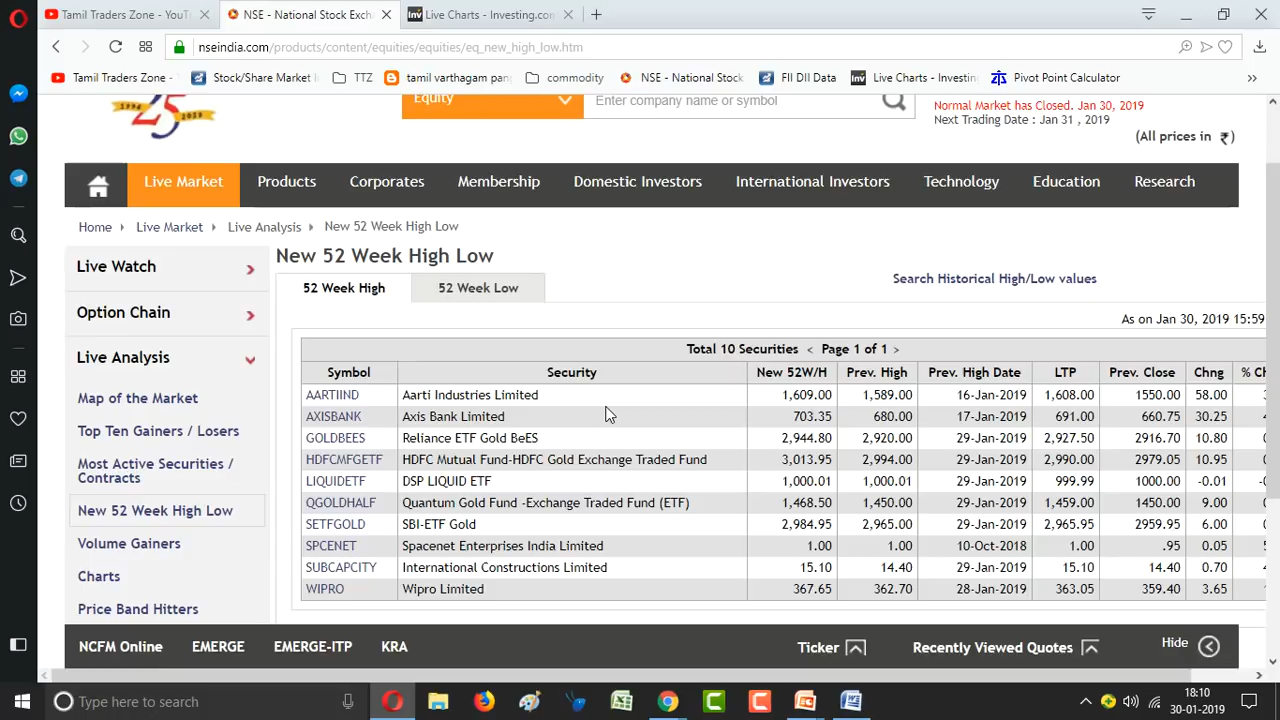 Tamil Traders Zone - YouT
NSE - National Stock Exch
Live Charts - Investing.com
nseindia.com/products/content/equities/equities/eq_new_high_low.htm
Tamil Traders Zone -
Stock/Share Market
TTZ
tamil varthagam pan
commodity
NSE - National Stock
FII DII Data
Live Charts - Investin
Pivot Point Calculator
Equity
Enter company name or symbol
Normal Market has Closed. Jan 30, 2019
Next Trading Date : Jan 31 , 2019
(All prices in ₹)
25
Live Market Products Corporates Membership Domestic Investors International Investors Technology Education Research
Home Live Market Live Analysis New 52 Week High Low
Live Watch
Option Chain
Live Analysis
Map of the Market
Top Ten Gainers / Losers
Most Active Securities /
Contracts
New 52 Week High Low
Volume Gainers
Charts
Price Band Hitters
New 52 Week High Low
52 Week High 52 Week Low
Search Historical High/Low values
As on Jan 30, 2019 15:59
Total 10 Securities < Page 1 of 1 >
Symbol Security New 52W/H Prev. High Prev. High Date LTP Prev. Close Chng % Ch
AARTIIND Aarti Industries Limited 1,609.00 1,589.00 16-Jan-2019 1,608.00 1550.00 58.00
AXISBANK Axis Bank Limited 703.35 680.00 17-Jan-2019 691.00 660.75 30.25
GOLDBEES Reliance ETF Gold BeES 2,944.80 2,920.00 29-Jan-2019 2,927.50 2916.70 10.80
HDFCMFGETF HDFC Mutual Fund-HDFC Gold Exchange Traded Fund 3,013.95 2,994.00 29-Jan-2019 2,990.00 2979.05 10.95
LIQUIDETF DSP LIQUID ETF 1,000.01 1,000.01 29-Jan-2019 999.99 1000.00 -0.01
QGOLDHALF Quantum Gold Fund -Exchange Traded Fund (ETF) 1,468.50 1,450.00 29-Jan-2019 1,459.00 1450.00 9.00
SETFGOLD SBI-ETF Gold 2,984.95 2,965.00 29-Jan-2019 2,965.95 2959.95 6.00
SPCENET Spacenet Enterprises India Limited 1.00 1.00 10-Oct-2018 1.00 .95 0.05
SUBCAPCITY International Constructions Limited 15.10 14.40 29-Jan-2019 15.10 14.40 0.70
WIPRO Wipro Limited 367.65 362.70 28-Jan-2019 363.05 359.40 3.65
NCFM Online EMERGE EMERGE-ITP KRA Ticker Recently Viewed Quotes Hide
Type here to search
18:10
30-01-2019